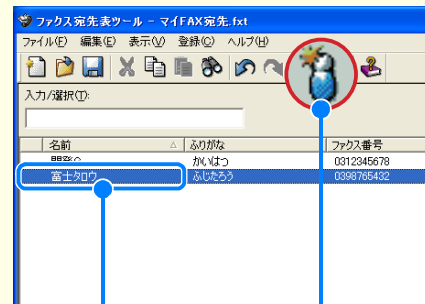 ファクス宛先表ツール - マイFAX宛先.fxt
ファイル(F) 編集(E) 表示(V) 登録(C) ヘルプ(H)
入力/選択(T):
名前 ふりがな ファクス番号
かいはつ 0312345678
富士タロウ ふじたろう 0398765432